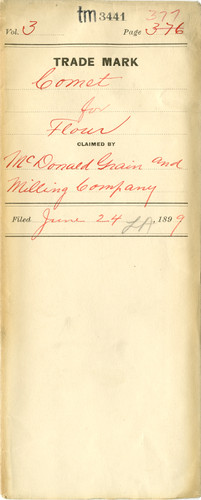 tm 3441 377
Vol. 3 Page 376
TRADE MARK
Comet
for
Flour
CLAIMED BY
McDonald Grain and
Milling Company
Filed June 24, 1899